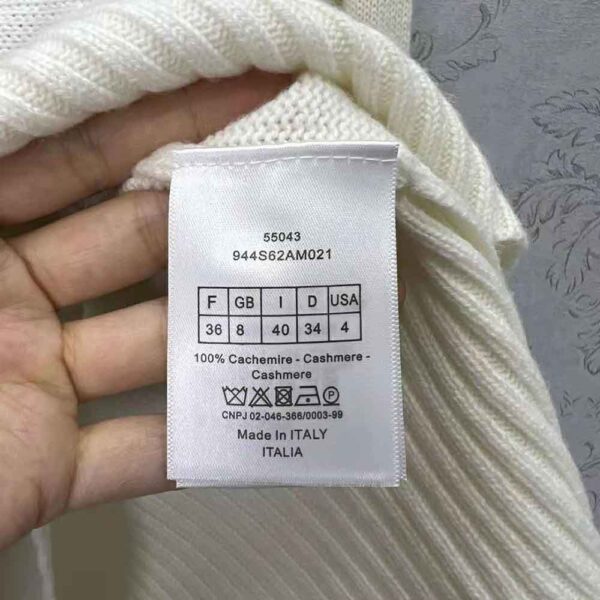 55043
944S62AM021
F GB I D USA
36 8 40 34 4
100% Cachemire - Cashmere -
Cashmere
P
CNPJ 02-046-366/0003-99
Made In ITALY
ITALIA